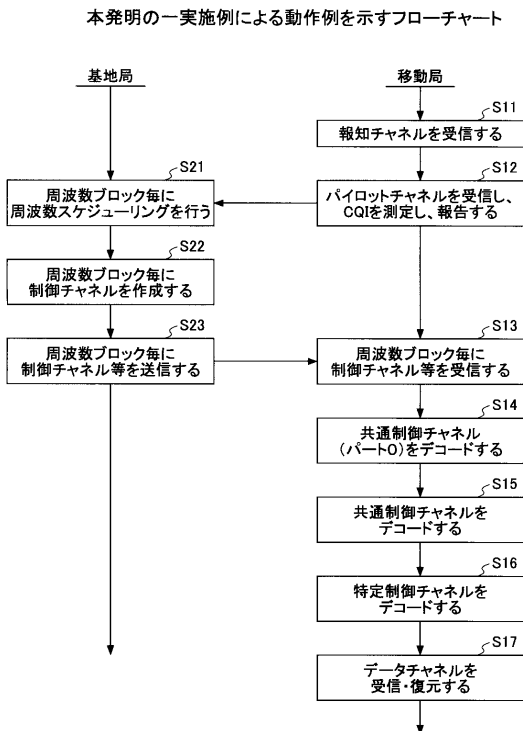 本発明の一実施例による動作例を示すフローチャート
基地局
移動局
S11
報知チャネルを受信する
S21
周波数ブロック毎に
周波数スケジューリングを行う
S12
パイロットチャネルを受信し、
CQIを測定し、報告する
S22
周波数ブロック毎に
制御チャネルを作成する
S23
周波数ブロック毎に
制御チャネル等を送信する
S13
周波数ブロック毎に
制御チャネル等を受信する
S14
共通制御チャネル
(パート0)をデコードする
S15
共通制御チャネルを
デコードする
S16
特定制御チャネルを
デコードする
S17
データチャネルを
受信・復元する